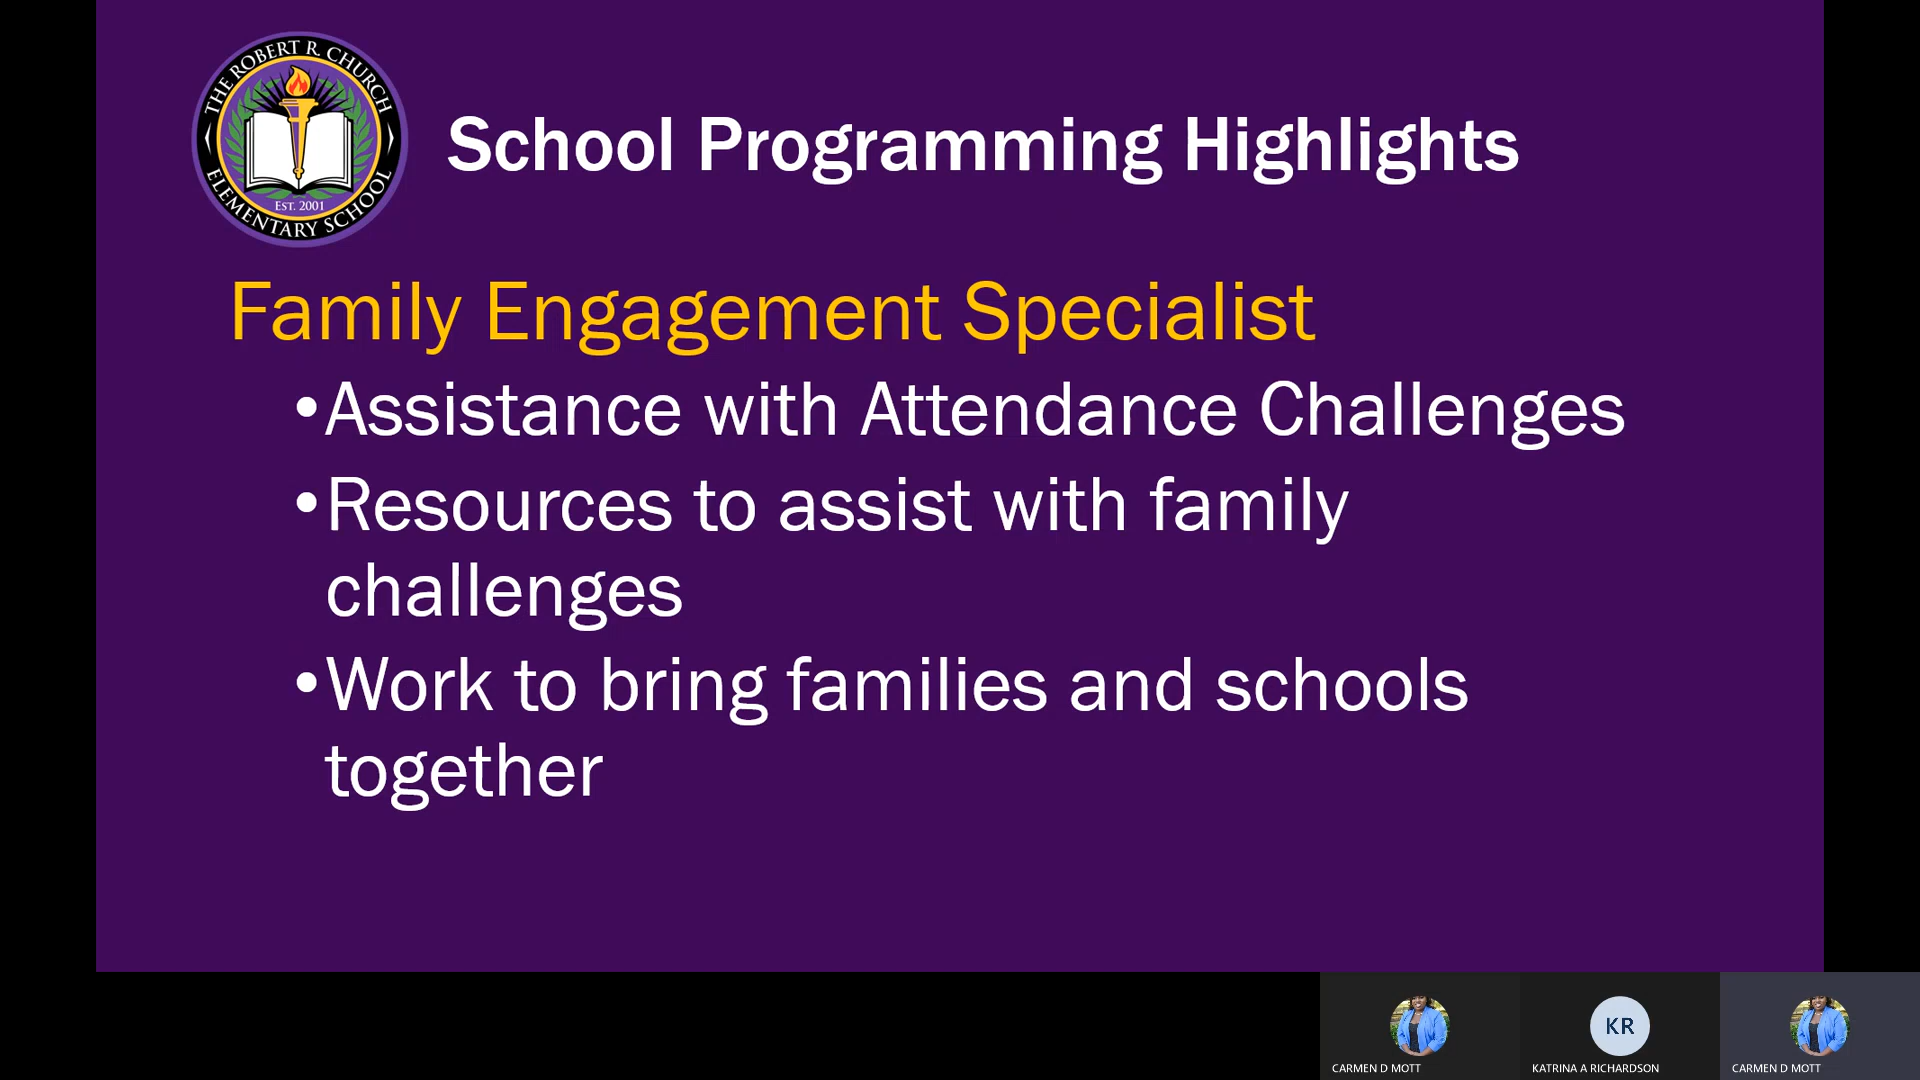 THE ROBERT R. CHURCH
ELEMENTARY SCHOOL
EST. 2001
School Programming Highlights
Family Engagement Specialist
•Assistance with Attendance Challenges
•Resources to assist with family
challenges
•Work to bring families and schools
together
KR
CARMEN D MOTT
KATRINA A RICHARDSON
CARMEN D MOTT